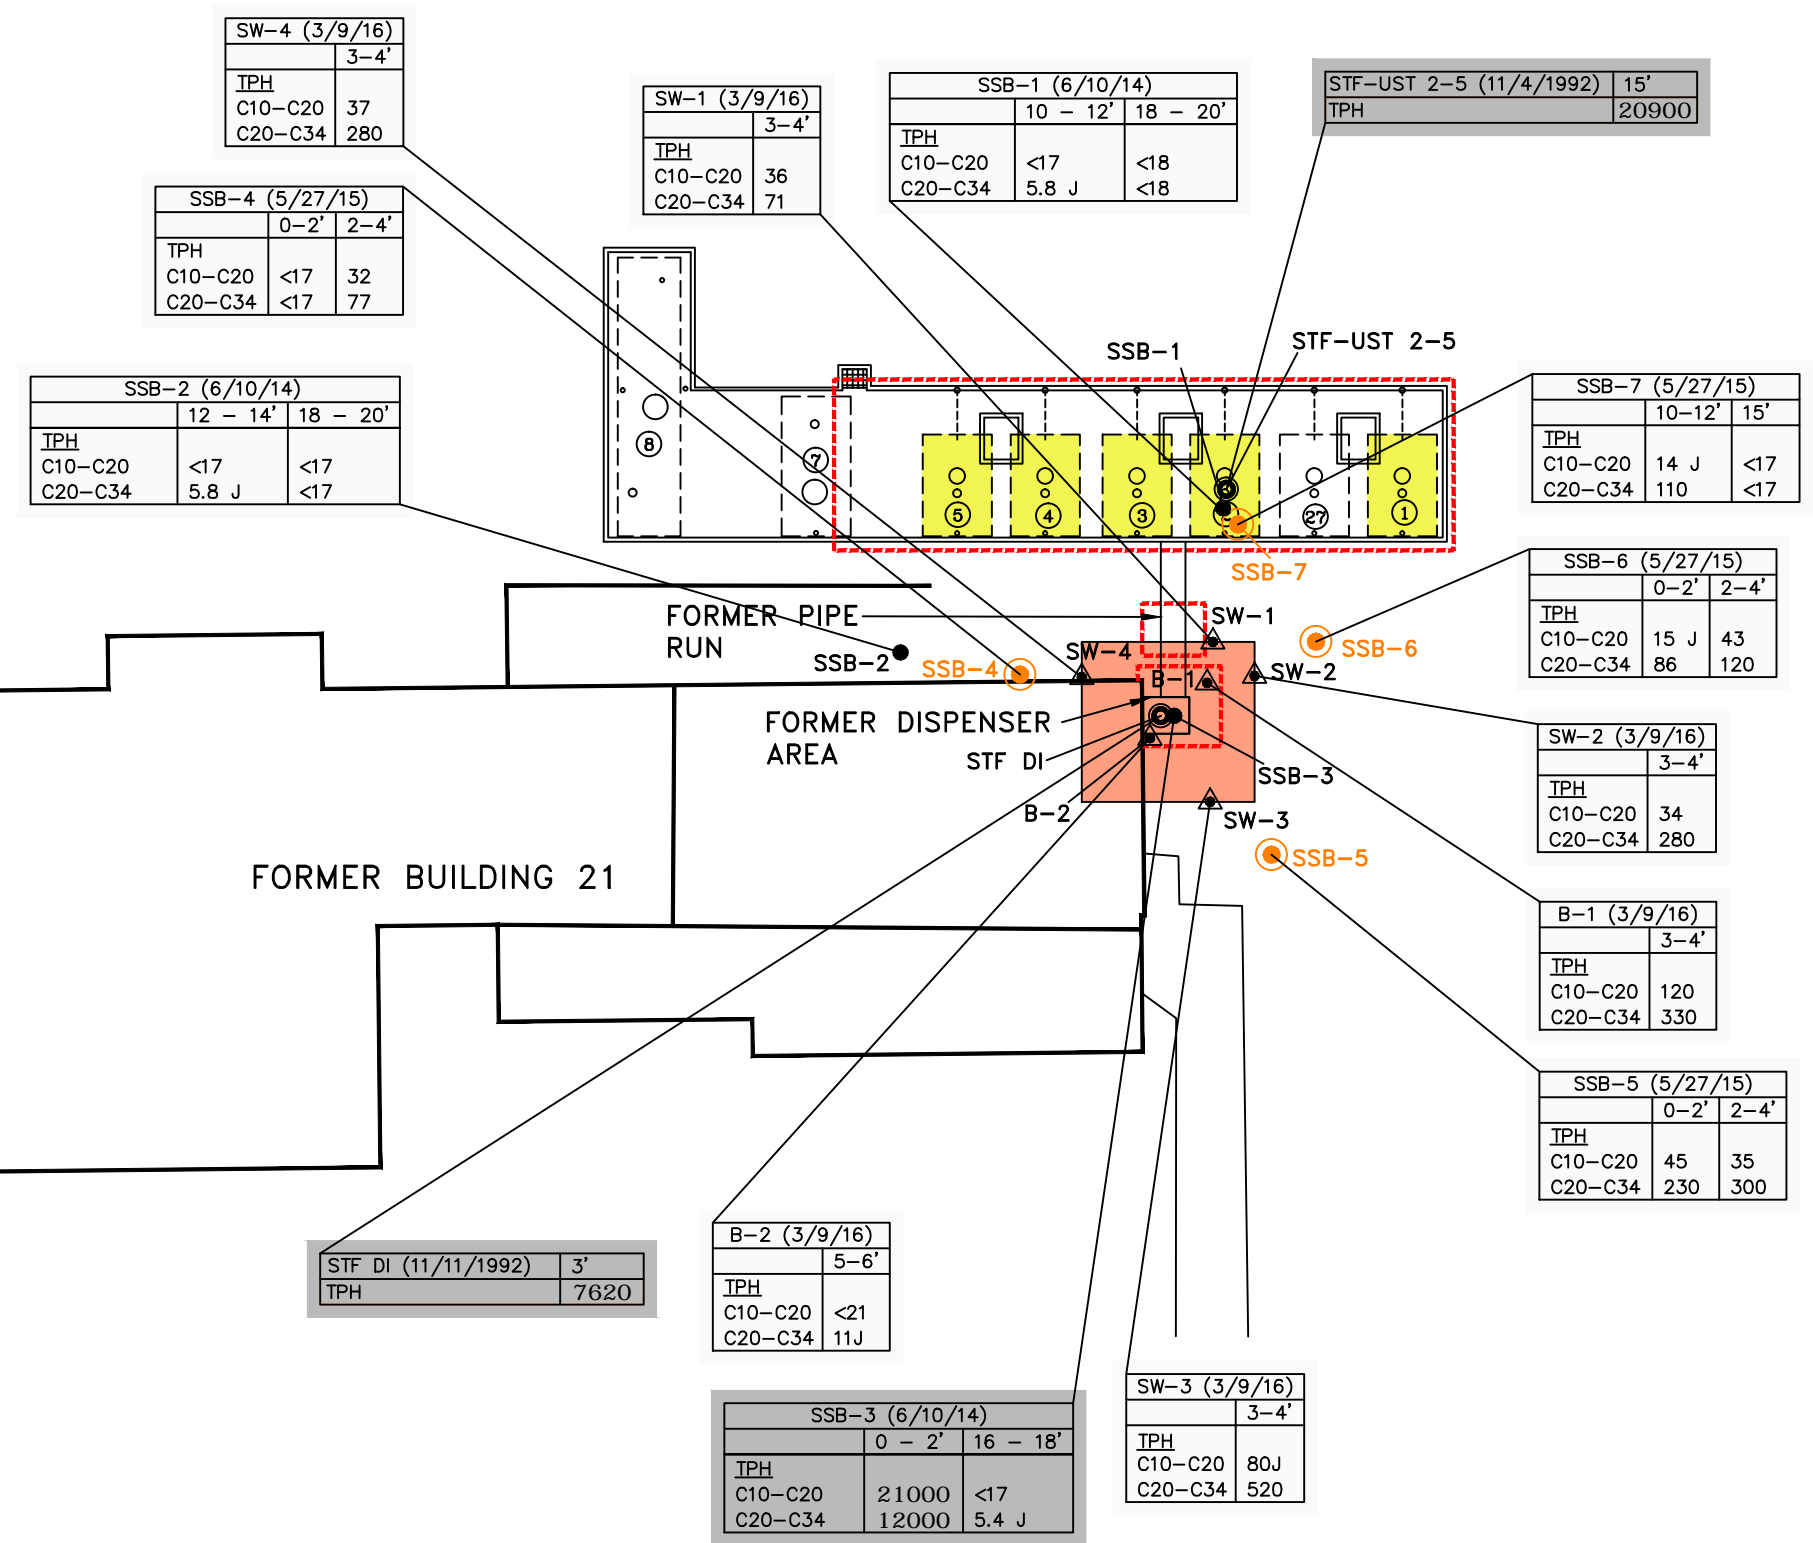 SW-4 (3/9/16)
3-4'
TPH
C10-C20 37
C20-C34 280
SSB-4 (5/27/15)
0-2' 2-4'
TPH
C10-C20 <17 32
C20-C34 <17 77
SSB-2 (6/10/14)
12 - 14' 18 - 20'
TPH
C10-C20 <17 <17
C20-C34 5.8 J <17
SW-1 (3/9/16)
3-4'
TPH
C10-C20 36
C20-C34 71
SSB-1 (6/10/14)
10 - 12' 18 - 20'
TPH
C10-C20 <17 <18
C20-C34 5.8 J <18
STF-UST 2-5 (11/4/1992) 15'
TPH 20900
SSB-7 (5/27/15)
10-12' 15'
TPH
C10-C20 14 J <17
C20-C34 110 <17
SSB-6 (5/27/15)
0-2' 2-4'
TPH
C10-C20 15 J 43
C20-C34 86 120
SW-2 (3/9/16)
3-4'
TPH
C10-C20 34
C20-C34 280
B-1 (3/9/16)
3-4'
TPH
C10-C20 120
C20-C34 330
SSB-5 (5/27/15)
0-2' 2-4'
TPH
C10-C20 45 35
C20-C34 230 300
STF-UST 2-5
SSB-1
8
7
5
4
3
27
1
SSB-7
FORMER PIPE
RUN
SSB-2
SSB-4
SW-4
SW-1
SSB-6
B-1
SW-2
FORMER DISPENSER
AREA
STF DI
SSB-3
B-2
SW-3
SSB-5
FORMER BUILDING 21
STF DI (11/11/1992) 3'
TPH 7620
B-2 (3/9/16)
5-6'
TPH
C10-C20 <21
C20-C34 11J
SSB-3 (6/10/14)
0 - 2' 16 - 18'
TPH
C10-C20 21000 <17
C20-C34 12000 5.4 J
SW-3 (3/9/16)
3-4'
TPH
C10-C20 80J
C20-C34 520